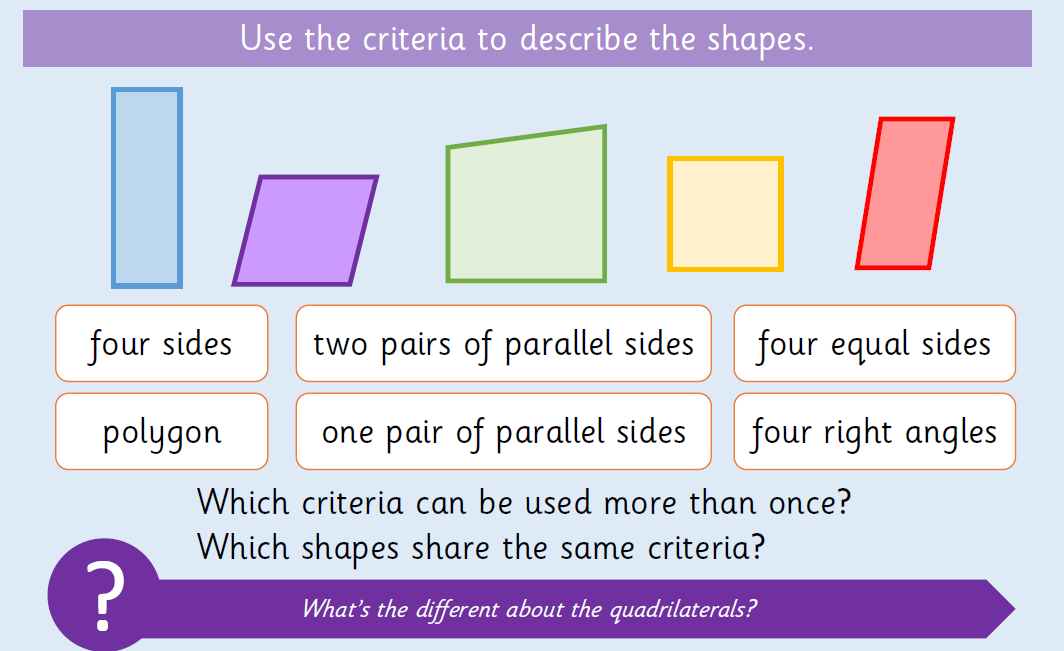 Use the criteria to describe the shapes.
four sides
two pairs of parallel sides
four equal sides
polygon
one pair of parallel sides
four right angles
Which criteria can be used more than once?
Which shapes share the same criteria?
?
What's the different about the quadrilaterals?